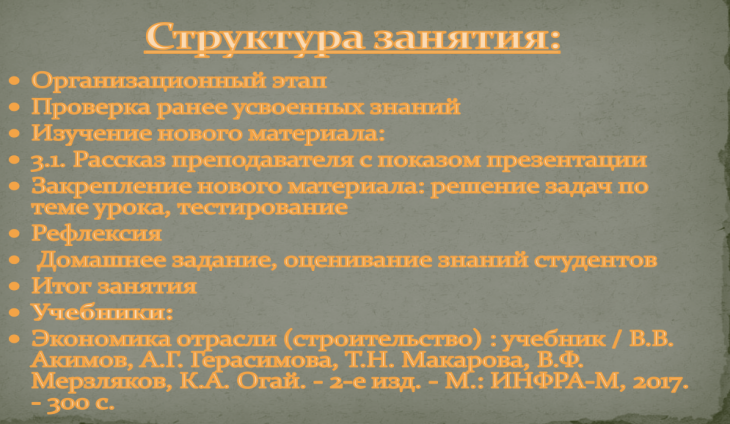 Структура занятия:
• Организационный этап
• Проверка ранее усвоенных знаний
• Изучение нового материала:
• 3.1. Рассказ преподавателя с показом презентации
• Закрепление нового материала: решение задач по
теме урока, тестирование
• Рефлексия
• Домашнее задание, оценивание знаний студентов
• Итог занятия
• Учебники:
• Экономика отрасли (строительство) : учебник / В.В.
Акимов, А.Г. Герасимова, Т.Н. Макарова, В.Ф.
Мерзляков, К.А. Огай. - 2-е изд. - М.: ИНФРА-М, 2017.
- 300 с.